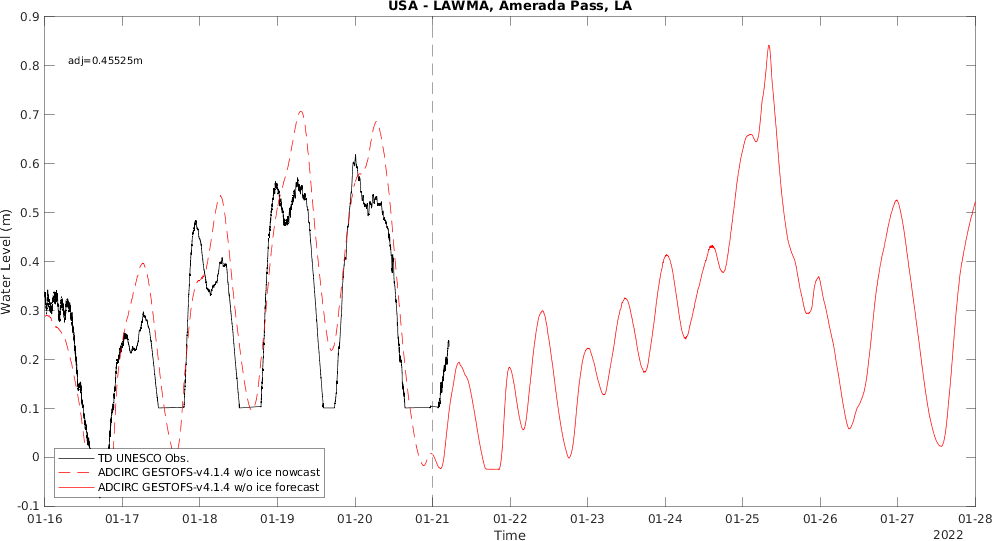 USA - LAWMA, Amerada Pass, LA
0.9
0.8
0.7
0.6
0.5
0.4
0.3
0.2
0.1
0
-0.1
Water Level (m)
adj=0.45525m
TD UNESCO Obs.
ADCIRC GESTOFS-v4.1.4 w/o ice nowcast
ADCIRC GESTOFS-v4.1.4 w/o ice forecast
01-16 01-17 01-18 01-19 01-20 01-21 01-22 01-23 01-24 01-25 01-26 01-27 01-28
Time
2022